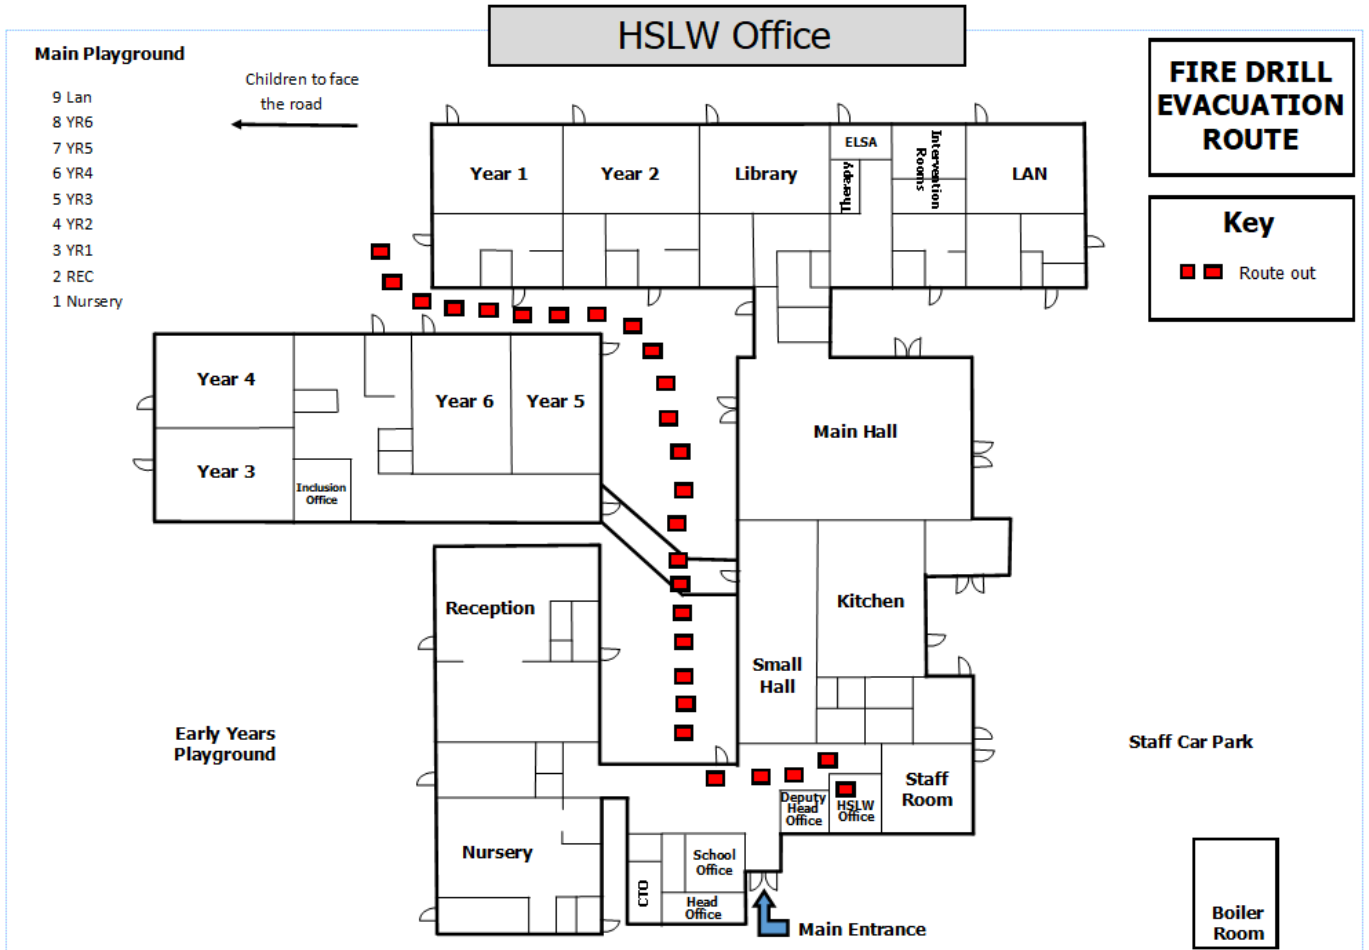 HSLW Office
Main Playground
Children to face
the road
9 Lan
8 YR6
7 YR5
6 YR4
5 YR3
4 YR2
3 YR1
2 REC
1 Nursery
FIRE DRILL
EVACUATION
ROUTE
Key
Route out
Year 1
Year 2
Library
ELSA
Therapy
Intervention
Rooms
LAN
Year 4
Year 6
Year 5
Year 3
Inclusion
Office
Main Hall
Reception
Kitchen
Small
Hall
Early Years
Playground
Staff Car Park
Deputy
Head
Office
HSLW
Office
Staff
Room
Nursery
CTO
School
Office
Head
Office
Main Entrance
Boiler
Room